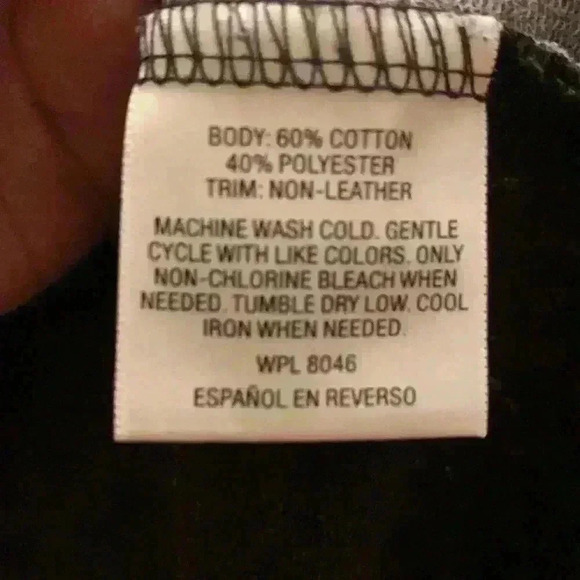 BODY: 60% COTTON
40% POLYESTER
TRIM: NON-LEATHER
MACHINE WASH COLD. GENTLE
CYCLE WITH LIKE COLORS. ONLY
NON-CHLORINE BLEACH WHEN
NEEDED. TUMBLE DRY LOW. COOL
IRON WHEN NEEDED.
WPL 8046
ESPAÑOL EN REVERSO